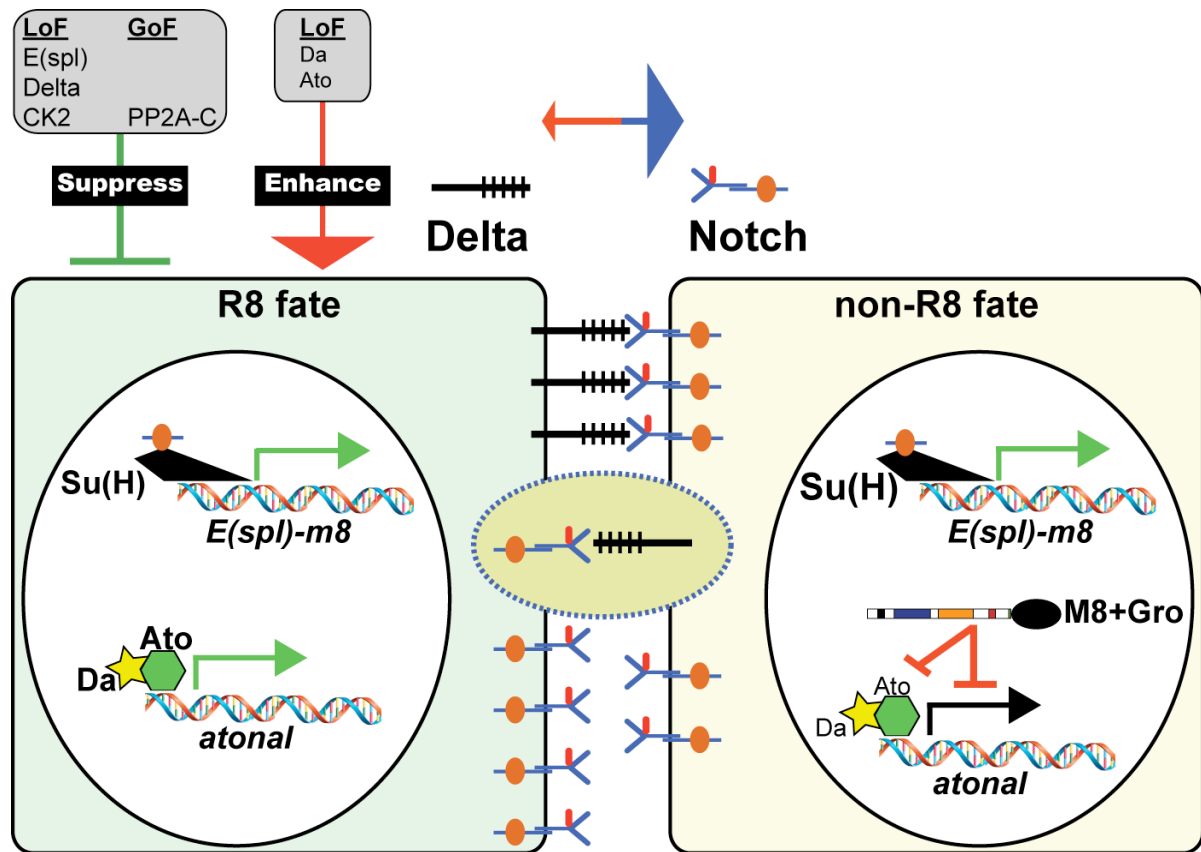 LoF GoF
E(spl)
Delta
CK2 PP2A-C
LoF
Da
Ato
Suppress
Enhance
Delta
Notch
R8 fate
Su(H)
E(spl)-m8
Ato
Da
atonal
non-R8 fate
Su(H)
E(spl)-m8
M8+Gro
Ato
Da
atonal